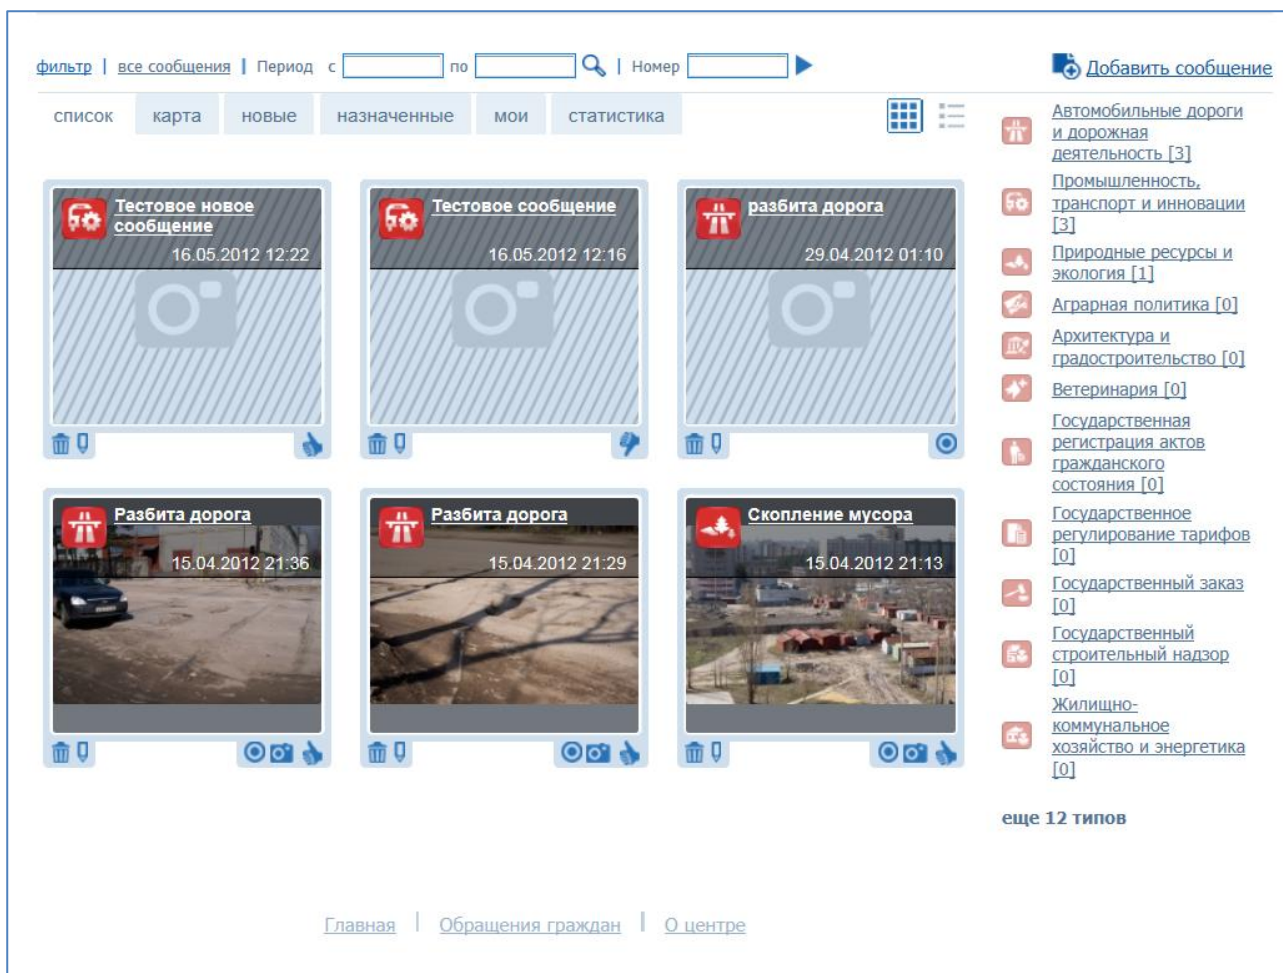 фильтр | все сообщения | Период с по | Номер
Добавить сообщение
список карта новые назначенные мои статистика
Тестовое новое
сообщение
16.05.2012 12:22
Тестовое сообщение
16.05.2012 12:16
разбита дорога
29.04.2012 01:10
Разбита дорога
15.04.2012 21:36
Разбита дорога
15.04.2012 21:29
Скопление мусора
15.04.2012 21:13
Автомобильные дороги
и дорожная
деятельность [3]
Промышленность,
транспорт и инновации
[3]
Природные ресурсы и
экология [1]
Аграрная политика [0]
Архитектура и
градостроительство [0]
Ветеринария [0]
Государственная
регистрация актов
гражданского
состояния [0]
Государственное
регулирование тарифов
[0]
Государственный заказ
[0]
Государственный
строительный надзор
[0]
Жилищно-
коммунальное
хозяйство и энергетика
[0]
еще 12 типов
Главная | Обращения граждан | О центре